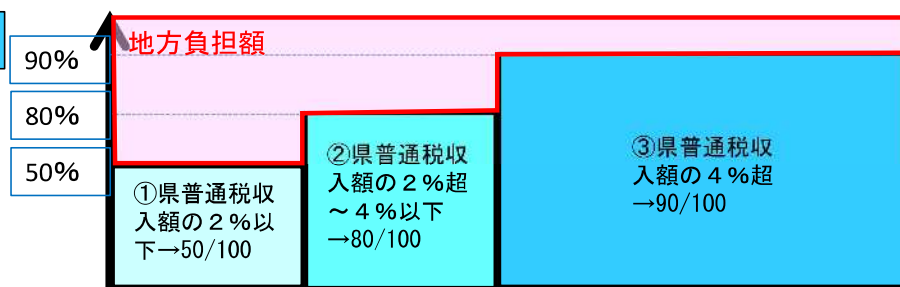 地方負担額
90%
80%
50%
①県普通税収
入額の２%以
下→50/100
②県普通税収
入額の２%超
～４%以下
→80/100
③県普通税収
入額の４%超
→90/100